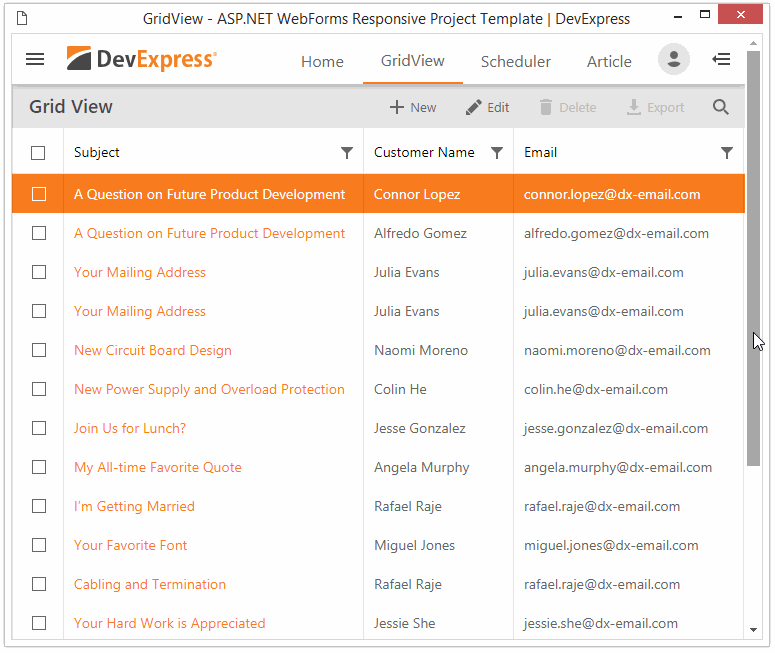 GridView - ASP.NET WebForms Responsive Project Template | DevExpress
DevExpress® Home GridView Scheduler Article
Grid View New Edit Delete Export
Subject Customer Name Email
A Question on Future Product Development Connor Lopez connor.lopez@dx-email.com
A Question on Future Product Development Alfredo Gomez alfredo.gomez@dx-email.com
Your Mailing Address Julia Evans julia.evans@dx-email.com
Your Mailing Address Julia Evans julia.evans@dx-email.com
New Circuit Board Design Naomi Moreno naomi.moreno@dx-email.com
New Power Supply and Overload Protection Colin He colin.he@dx-email.com
Join Us for Lunch? Jesse Gonzalez jesse.gonzalez@dx-email.com
My All-time Favorite Quote Angela Murphy angela.murphy@dx-email.com
I'm Getting Married Rafael Raje rafael.raje@dx-email.com
Your Favorite Font Miguel Jones miguel.jones@dx-email.com
Cabling and Termination Rafael Raje rafael.raje@dx-email.com
Your Hard Work is Appreciated Jessie She jessie.she@dx-email.com